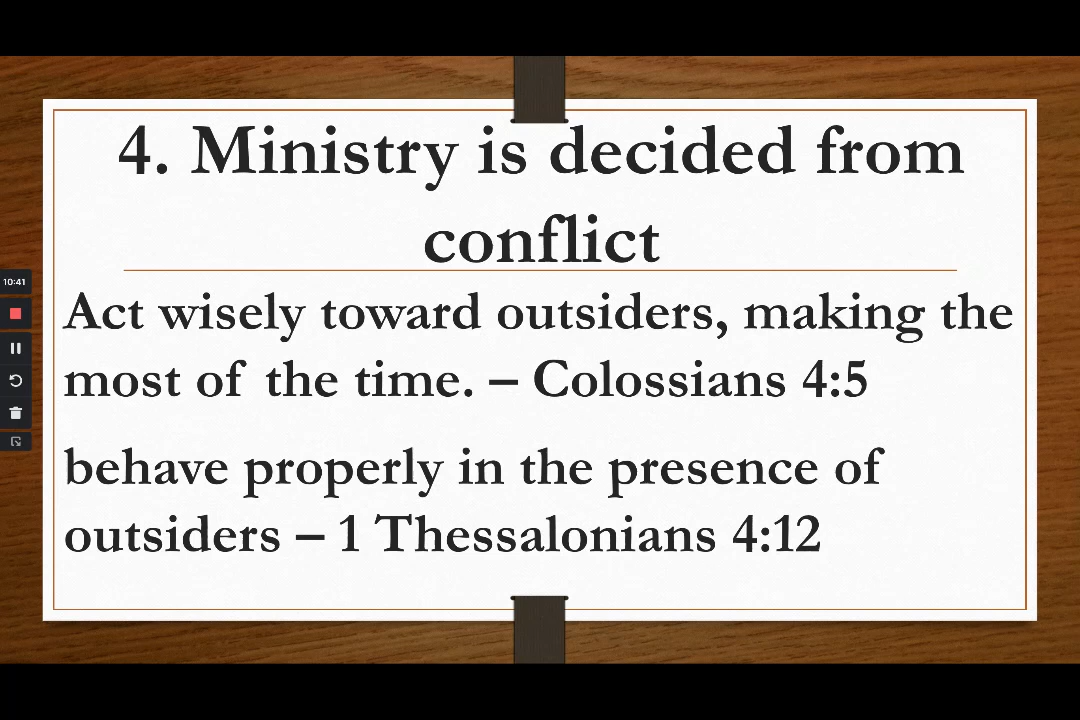 4. Ministry is decided from
conflict
10:41
Act wisely toward outsiders, making the
most of the time. – Colossians 4:5
behave properly in the presence of
outsiders – 1 Thessalonians 4:12